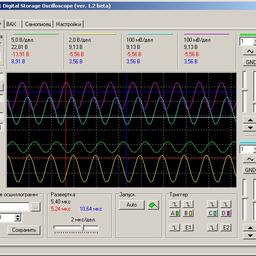 Digital Storage Oscilloscope (ver. 1.2 beta)
ВАХ Самописец Настройки
5,0 В/дел. 2,0 В/дел. 100 мВ/дел. 100 мВ/дел.
22,81 В 9,13 В 9,13 В 9,13 В
-13,91 В -5,56 В -5,56 В -5,56 В
8,91 В 3,56 В 3,56 В 3,56 В
GND
осциллограмм Развертка Запуск Триггер
5,40 мкс
5,24 мкс 10,64 мкс
Auto
A B C D
2 мкс/дел.
Сохранить
E1 E2
GND